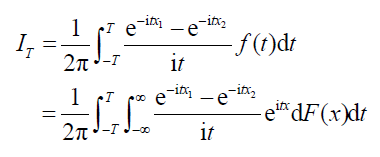 I_T = \frac{1}{2\pi} \int_{-T}^{T} \frac{e^{-itx_1} - e^{-itx_2}}{it} f(t) dt
= \frac{1}{2\pi} \int_{-T}^{T} \int_{-\infty}^{\infty} \frac{e^{-itx_1} - e^{-itx_2}}{it} e^{itx} dF(x) dt